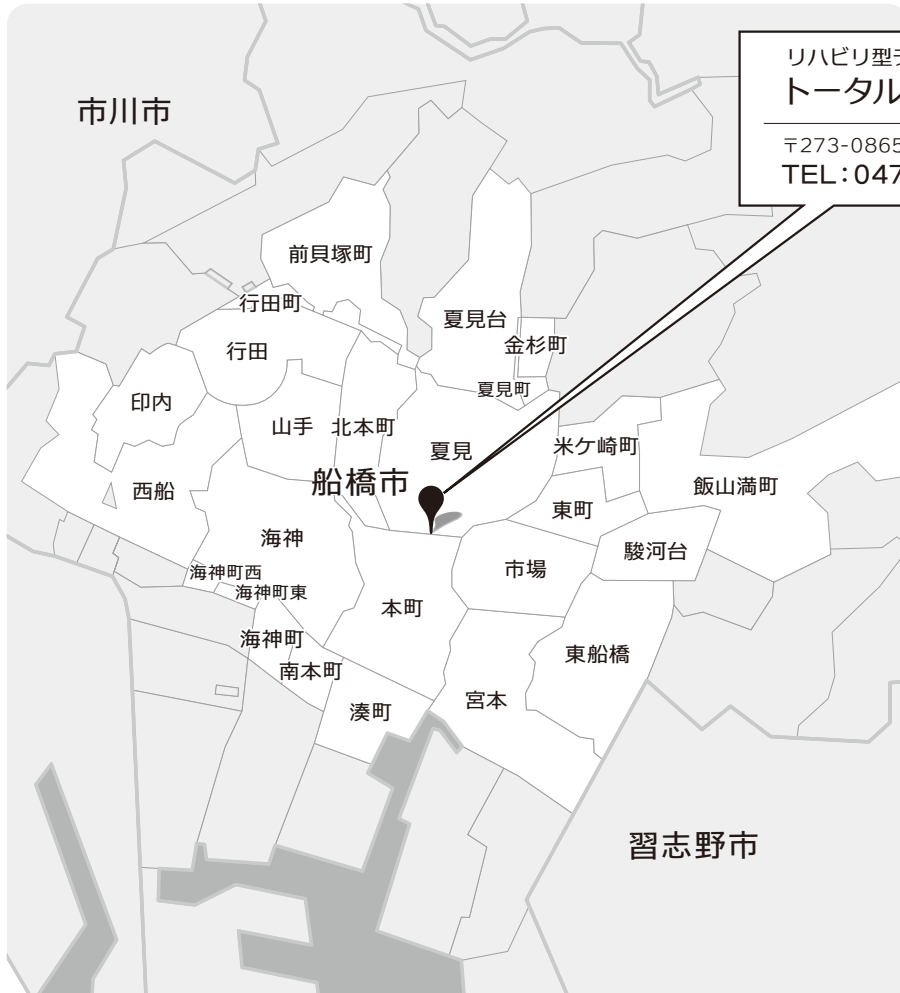 市川市
リハビリ型デ
トータル
〒273-0865
TEL:047
前貝塚町
行田町
夏見台
金杉町
行田
夏見町
印内
山手
北本町
夏見
米ケ崎町
船橋市
飯山満町
西船
東町
海神
駿河台
市場
海神町西
海神町東
本町
海神町
東船橋
南本町
宮本
湊町
習志野市